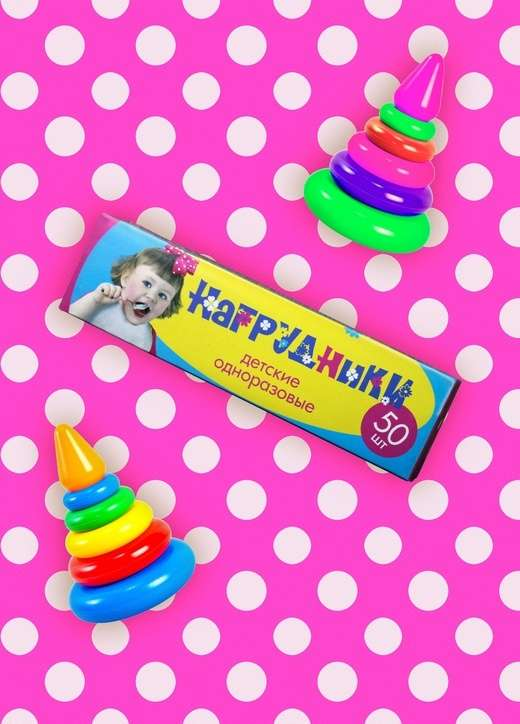 Нагрудники
детские
одноразовые
50
шт